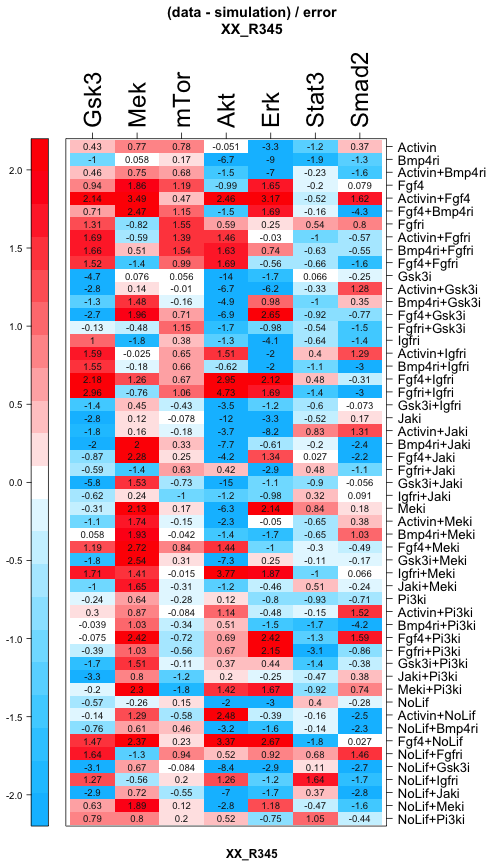 (data - simulation) / error
XX_R345
Gsk3 Mek mTor Akt Erk Stat3 Smad2
0.43 0.77 0.78 -0.051 -3.3 -1.2 0.37 Activin
-1 0.058 0.17 -6.7 -9 -1.9 -1.3 Bmp4ri
0.46 0.75 0.68 -1.5 -7 -0.23 -1.6 Activin+Bmp4ri
0.94 1.86 1.19 -0.99 1.65 -0.2 0.079 Fgf4
2.14 3.49 0.47 2.46 3.17 -0.52 1.62 Activin+Fgf4
0.71 2.47 1.15 -1.5 1.69 -0.16 -4.3 Fgf4+Bmp4ri
1.31 -0.82 1.55 0.59 0.25 0.54 0.8 Fgfri
1.69 -0.59 1.39 1.46 -0.03 -1 -0.57 Activin+Fgfri
1.66 0.51 1.54 1.63 0.74 -0.63 -0.55 Bmp4ri+Fgfri
1.52 -1.4 0.99 1.69 -0.56 -0.66 -1.6 Fgf4+Fgfri
-4.7 0.076 0.056 -14 -1.7 0.066 -0.25 Gsk3i
-2.8 0.14 -0.01 -6.7 -6.2 -0.33 1.28 Activin+Gsk3i
-1.3 1.48 -0.16 -4.9 0.98 -1 0.35 Bmp4ri+Gsk3i
-2.7 1.96 0.71 -6.9 2.65 -0.92 -0.77 Fgf4+Gsk3i
-0.13 -0.48 1.15 -1.7 -0.98 -0.54 -1.5 Fgfri+Gsk3i
1 -1.8 0.38 -1.3 -4.1 -0.64 -1.4 Igfri
1.59 -0.025 0.65 1.51 -2 0.4 1.29 Activin+Igfri
1.55 -0.18 0.66 -0.62 -2 -1.1 -3 Bmp4ri+Igfri
2.18 1.26 0.67 2.95 2.12 0.48 -0.31 Fgf4+Igfri
2.96 -0.76 1.06 4.73 1.69 -1.4 -3 Fgfri+Igfri
-1.4 0.45 -0.43 -3.5 -1.2 -0.6 -0.073 Gsk3i+Igfri
-2.8 0.12 -0.078 -12 -3.3 -0.52 0.17 Jaki
-1.8 0.16 -0.18 -3.7 -8.2 0.83 1.31 Activin+Jaki
-2 2 0.33 -7.7 -0.61 -0.2 -2.4 Bmp4ri+Jaki
-0.87 2.28 0.25 -4.2 1.34 0.027 -2.2 Fgf4+Jaki
-0.59 -1.4 0.63 0.42 -2.9 0.48 -1.1 Fgfri+Jaki
-5.8 1.53 -0.73 -15 -1.1 -0.9 -0.056 Gsk3i+Jaki
-0.62 0.24 -1 -1.2 -0.98 0.32 0.091 Igfri+Jaki
-0.31 2.13 0.17 -6.3 2.14 0.84 0.18 Meki
-1.1 1.74 -0.15 -2.3 -0.05 -0.65 0.38 Activin+Meki
0.058 1.93 -0.042 -1.4 -1.7 -0.65 1.03 Bmp4ri+Meki
1.19 2.72 0.84 1.44 -1 -0.3 -0.49 Fgf4+Meki
-1.8 2.54 0.31 -7.3 0.25 -0.11 -0.17 Gsk3i+Meki
1.71 1.41 -0.015 3.77 1.87 -1 0.066 Igfri+Meki
-1 1.65 -0.31 -1.2 -0.46 0.51 -0.24 Jaki+Meki
-0.24 0.64 -0.28 0.12 -0.8 -0.93 -0.71 Pi3ki
0.3 0.87 -0.084 1.14 -0.48 -0.15 1.52 Activin+Pi3ki
-0.039 1.03 -0.34 0.51 -1.5 -1.7 -4.2 Bmp4ri+Pi3ki
-0.075 2.42 -0.72 0.69 2.42 -1.3 1.59 Fgf4+Pi3ki
-0.39 1.03 -0.56 0.67 2.15 -3.1 -0.86 Fgfri+Pi3ki
-1.7 1.51 -0.11 0.37 0.44 -1.4 -0.38 Gsk3i+Pi3ki
-3.3 0.8 -1.2 0.2 -0.25 -0.47 0.38 Jaki+Pi3ki
-0.2 2.3 -1.8 1.42 1.67 -0.92 0.74 Meki+Pi3ki
-0.57 -0.26 0.15 -2 -3 0.4 -0.28 NoLif
-0.14 1.29 -0.58 2.48 -0.39 -0.16 -2.5 Activin+NoLif
-0.76 0.61 0.46 -3.2 -1.6 -0.14 -2.3 NoLif+Bmp4ri
1.47 2.37 0.23 3.37 2.67 -1.8 0.027 Fgf4+NoLif
1.64 -1.3 0.94 0.52 0.92 0.68 1.46 NoLif+Fgfri
-3.1 0.67 -0.084 -8.4 -2.9 0.11 -2.7 NoLif+Gsk3i
1.27 -0.56 0.2 1.26 -1.2 1.64 -1.7 NoLif+Igfri
-2.9 0.72 -0.55 -7 -1.7 0.37 -2.8 NoLif+Jaki
0.63 1.89 0.12 -2.8 1.18 -0.47 -1.6 NoLif+Meki
0.79 0.8 0.2 0.52 -0.75 1.05 -0.44 NoLif+Pi3ki
2.0
1.5
1.0
0.5
0.0
-0.5
-1.0
-1.5
-2.0
XX_R345